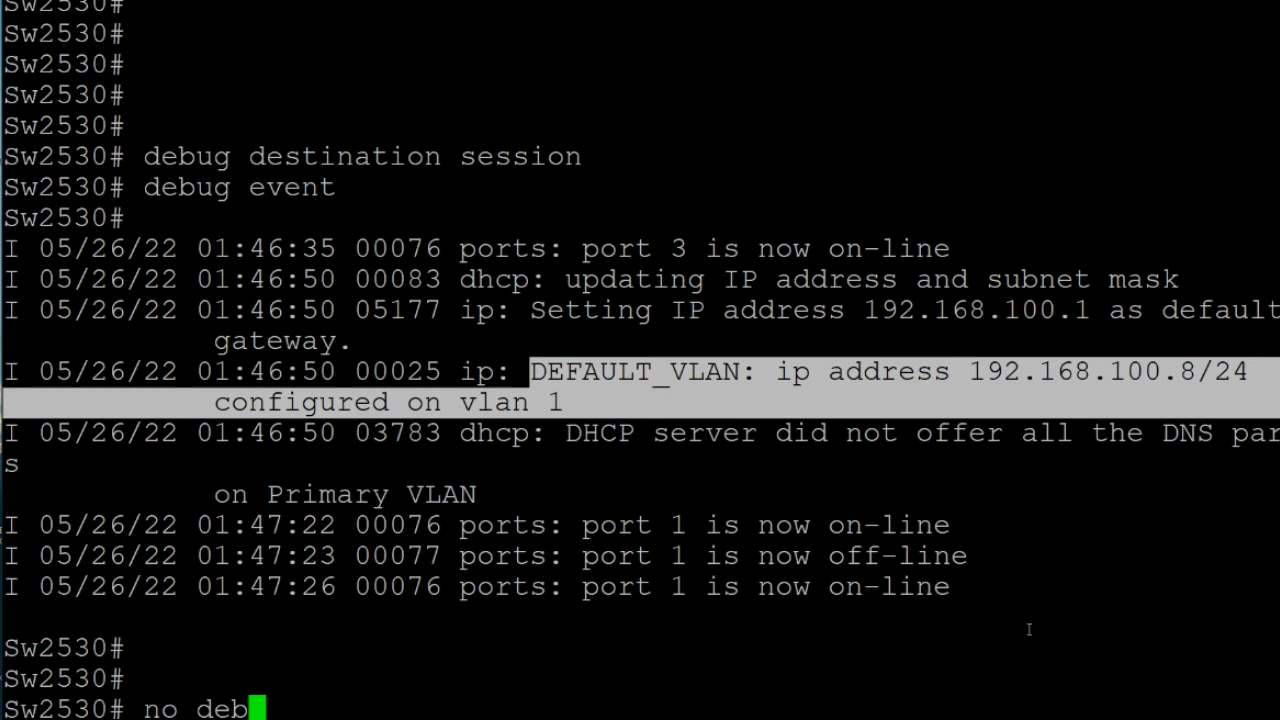 Sw2530#
Sw2530#
Sw2530#
Sw2530#
Sw2530#
Sw2530# debug destination session
Sw2530# debug event
Sw2530#
I 05/26/22 01:46:35 00076 ports: port 3 is now on-line
I 05/26/22 01:46:50 00083 dhcp: updating IP address and subnet mask
I 05/26/22 01:46:50 05177 ip: Setting IP address 192.168.100.1 as default
gateway.
I 05/26/22 01:46:50 00025 ip: DEFAULT_VLAN: ip address 192.168.100.8/24
configured on vlan 1
I 05/26/22 01:46:50 03783 dhcp: DHCP server did not offer all the DNS par
s
on Primary VLAN
I 05/26/22 01:47:22 00076 ports: port 1 is now on-line
I 05/26/22 01:47:23 00077 ports: port 1 is now off-line
I 05/26/22 01:47:26 00076 ports: port 1 is now on-line
Sw2530#
Sw2530#
Sw2530# no deb